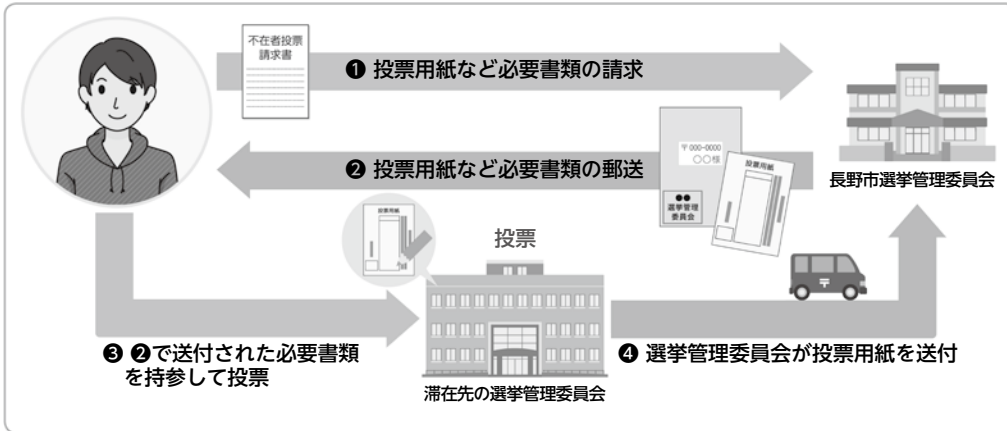 不在者投票
請求書
❶ 投票用紙など必要書類の請求
〒000-0000
○○様
投票用紙
●●
選挙管理
委員会
❷ 投票用紙など必要書類の郵送
長野市選挙管理委員会
投票用紙
投票
〒
❸ ❷で送付された必要書類
を持参して投票
❹ 選挙管理委員会が投票用紙を送付
滞在先の選挙管理委員会